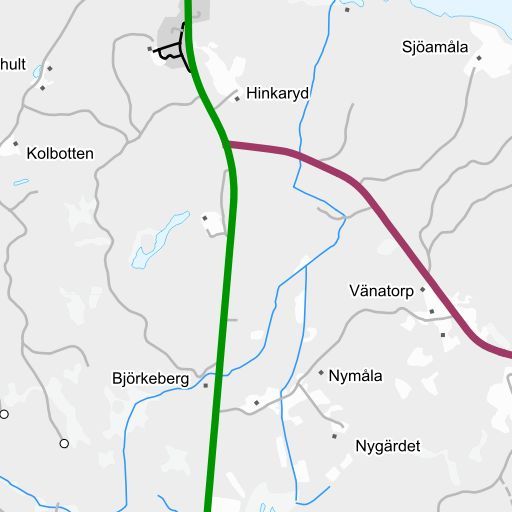 Sjöamåla
hult
Hinkaryd
Kolbotten
Vänatorp
Björkeberg
Nymåla
Nygärdet